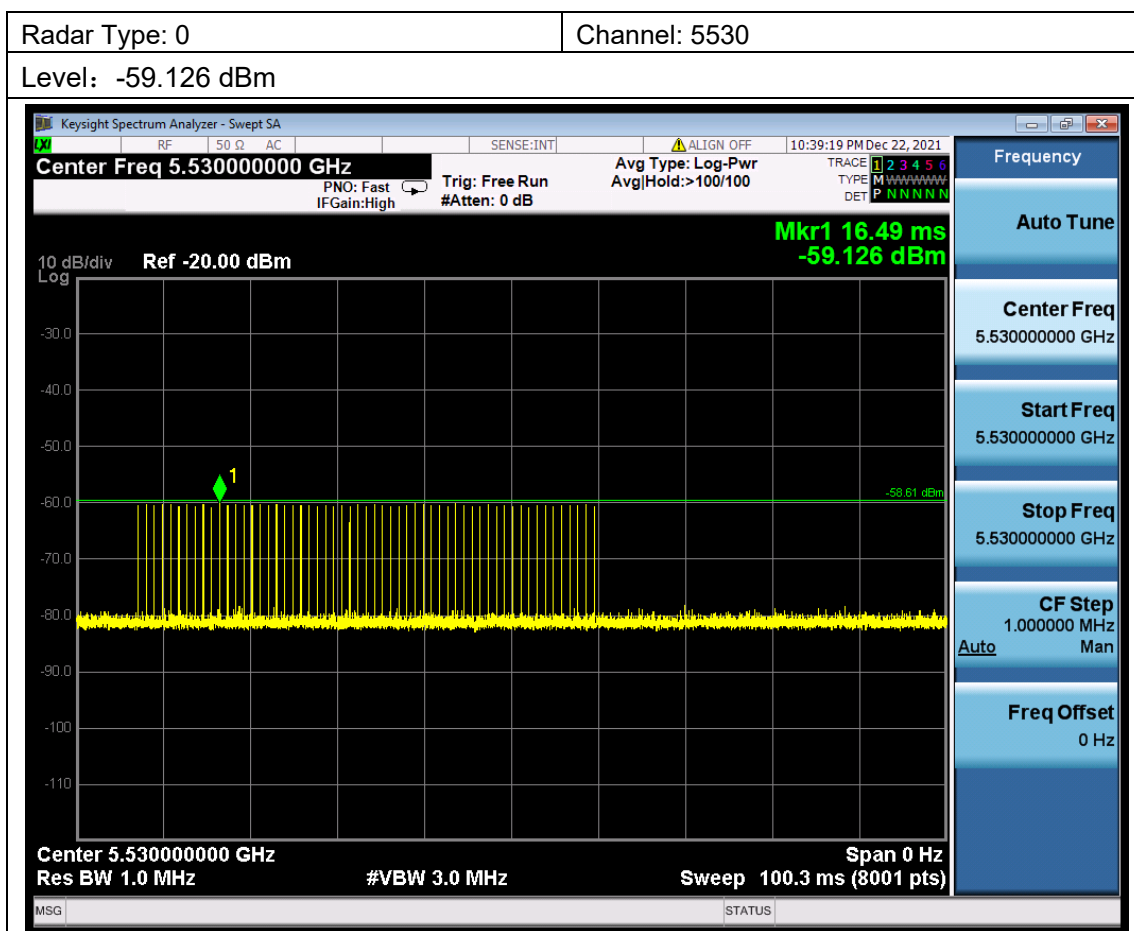 Radar Type: 0
Channel: 5530
Level：-59.126 dBm
Keysight Spectrum Analyzer - Swept SA
LXI
RF
50 Ω
AC
SENSE:INT
ALIGN OFF
10:39:19 PM Dec 22, 2021
Center Freq 5.530000000 GHz
PNO: Fast
IFGain:High
Trig: Free Run
#Atten: 0 dB
Avg Type: Log-Pwr
Avg|Hold:>100/100
TRACE 1 2 3 4 5 6
TYPE M WWWWW
DET P N N N N N
Mkr1 16.49 ms
-59.126 dBm
10 dB/div
Log
Ref -20.00 dBm
-30.0
-40.0
-50.0
-60.0
-70.0
-80.0
-90.0
-100
-110
1
-58.61 dBm
Center 5.530000000 GHz
Res BW 1.0 MHz
#VBW 3.0 MHz
Span 0 Hz
Sweep 100.3 ms (8001 pts)
MSG
STATUS
Frequency
Auto Tune
Center Freq
5.530000000 GHz
Start Freq
5.530000000 GHz
Stop Freq
5.530000000 GHz
CF Step
1.000000 MHz
Auto Man
Freq Offset
0 Hz